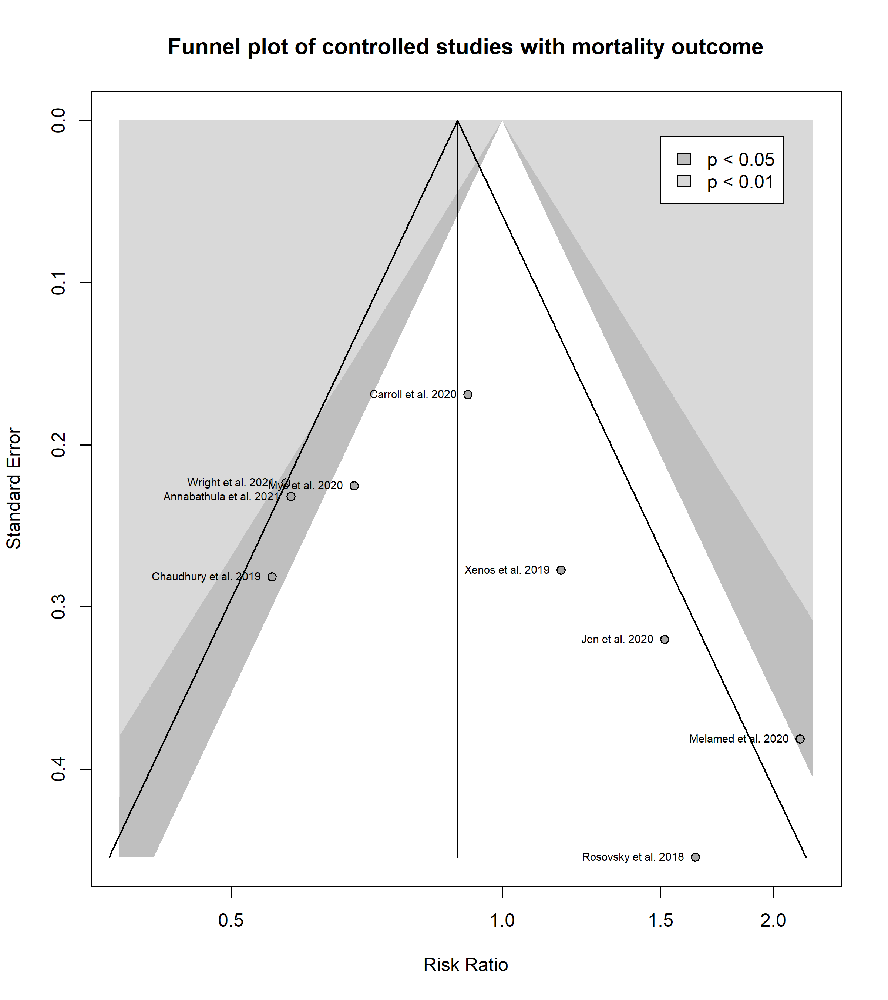 Funnel plot of controlled studies with mortality outcome
0.0
p < 0.05
p < 0.01
0.1
Carroll et al. 2020
0.2
Standard Error
Wright et al. 2021
Myc et al. 2020
Annabathula et al. 2021
Xenos et al. 2019
Chaudhury et al. 2019
0.3
Jen et al. 2020
Melamed et al. 2020
0.4
Rosovsky et al. 2018
0.5 1.0 1.5 2.0
Risk Ratio